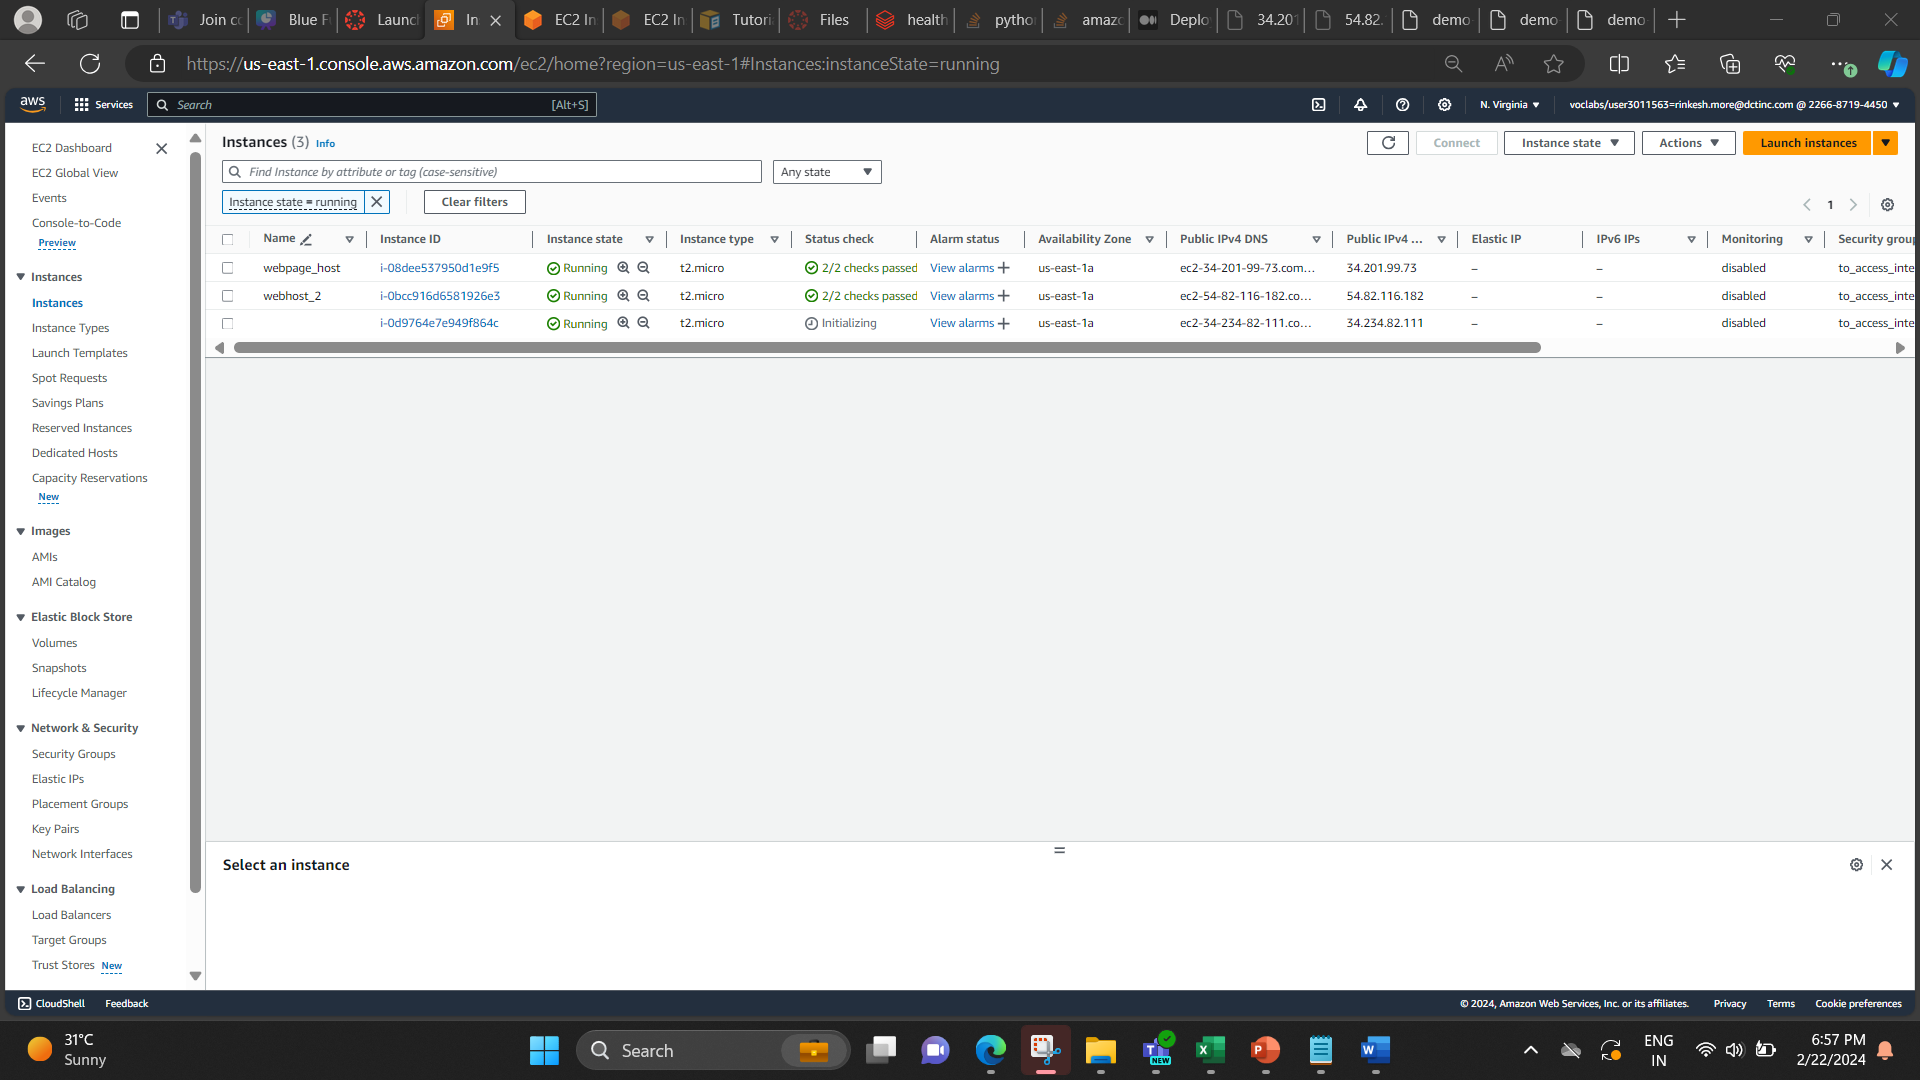 Join co
Blue F
Launc
In
EC2 In
EC2 In
Tutori
Files
health
pytho
amaz
Deplo
34.201
54.82.
demo
demo
demo
https://us-east-1.console.aws.amazon.com/ec2/home?region=us-east-1#Instances:instanceState=running
aws
Services
Search
[Alt+S]
N. Virginia
voclabs/user3011563=rinkesh.more@dctinc.com @ 2266-8719-4450
EC2 Dashboard
EC2 Global View
Events
Console-to-Code
Preview
Instances
Instances
Instance Types
Launch Templates
Spot Requests
Savings Plans
Reserved Instances
Dedicated Hosts
Capacity Reservations
New
Images
AMIs
AMI Catalog
Elastic Block Store
Volumes
Snapshots
Lifecycle Manager
Network & Security
Security Groups
Elastic IPs
Placement Groups
Key Pairs
Network Interfaces
Load Balancing
Load Balancers
Target Groups
Trust Stores New
Instances (3) Info
Connect
Instance state
Actions
Launch instances
Find Instance by attribute or tag (case-sensitive)
Any state
Instance state = running
Clear filters
1
Name Instance ID Instance state Instance type Status check Alarm status Availability Zone Public IPv4 DNS Public IPv4 ... Elastic IP IPv6 IPs Monitoring Security group
webpage_host i-08dee537950d1e9f5 Running t2.micro 2/2 checks passed View alarms + us-east-1a ec2-34-201-99-73.com... 34.201.99.73 – – disabled to_access_inte
webhost_2 i-0bcc916d6581926e3 Running t2.micro 2/2 checks passed View alarms + us-east-1a ec2-54-82-116-182.co... 54.82.116.182 – – disabled to_access_inte
i-0d9764e7e949f864c Running t2.micro Initializing View alarms + us-east-1a ec2-34-234-82-111.co... 34.234.82.111 – – disabled to_access_inte
Select an instance
CloudShell
Feedback
© 2024, Amazon Web Services, Inc. or its affiliates.
Privacy
Terms
Cookie preferences
31°C
Sunny
Search
NEW
ENG
IN
6:57 PM
2/22/2024